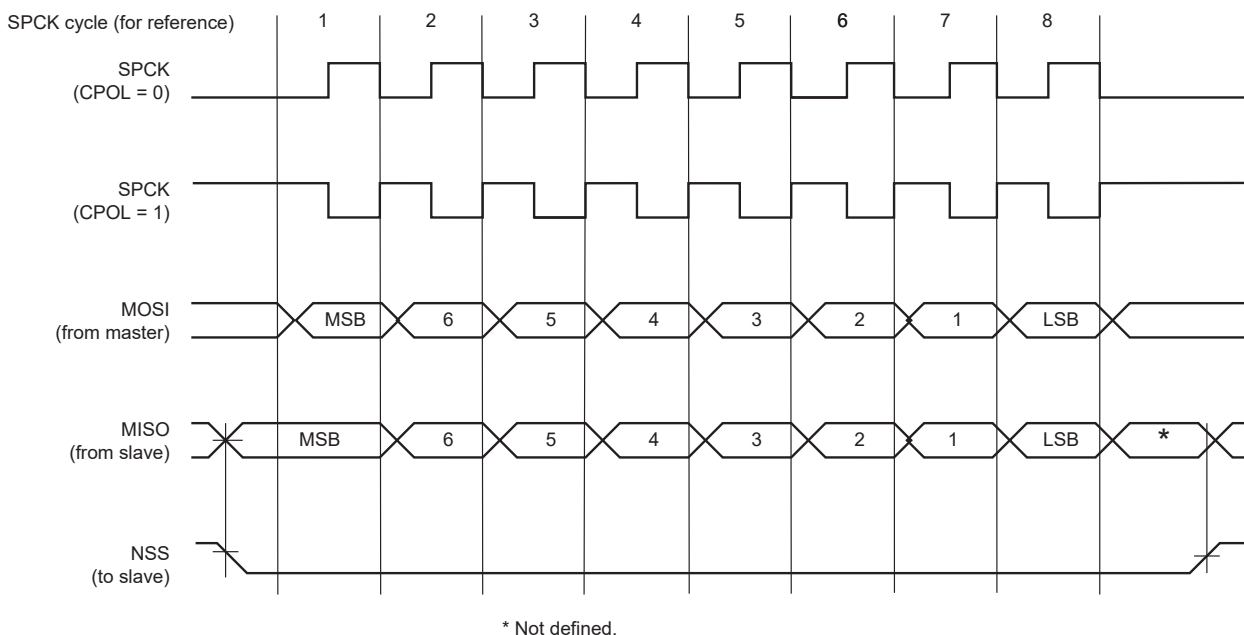 SPCK cycle (for reference) 1 2 3 4 5 6 7 8
SPCK
(CPOL = 0)
SPCK
(CPOL = 1)
MOSI
(from master)
MSB 6 5 4 3 2 1 LSB
MISO
(from slave)
MSB 6 5 4 3 2 1 LSB *
NSS
(to slave)
* Not defined.